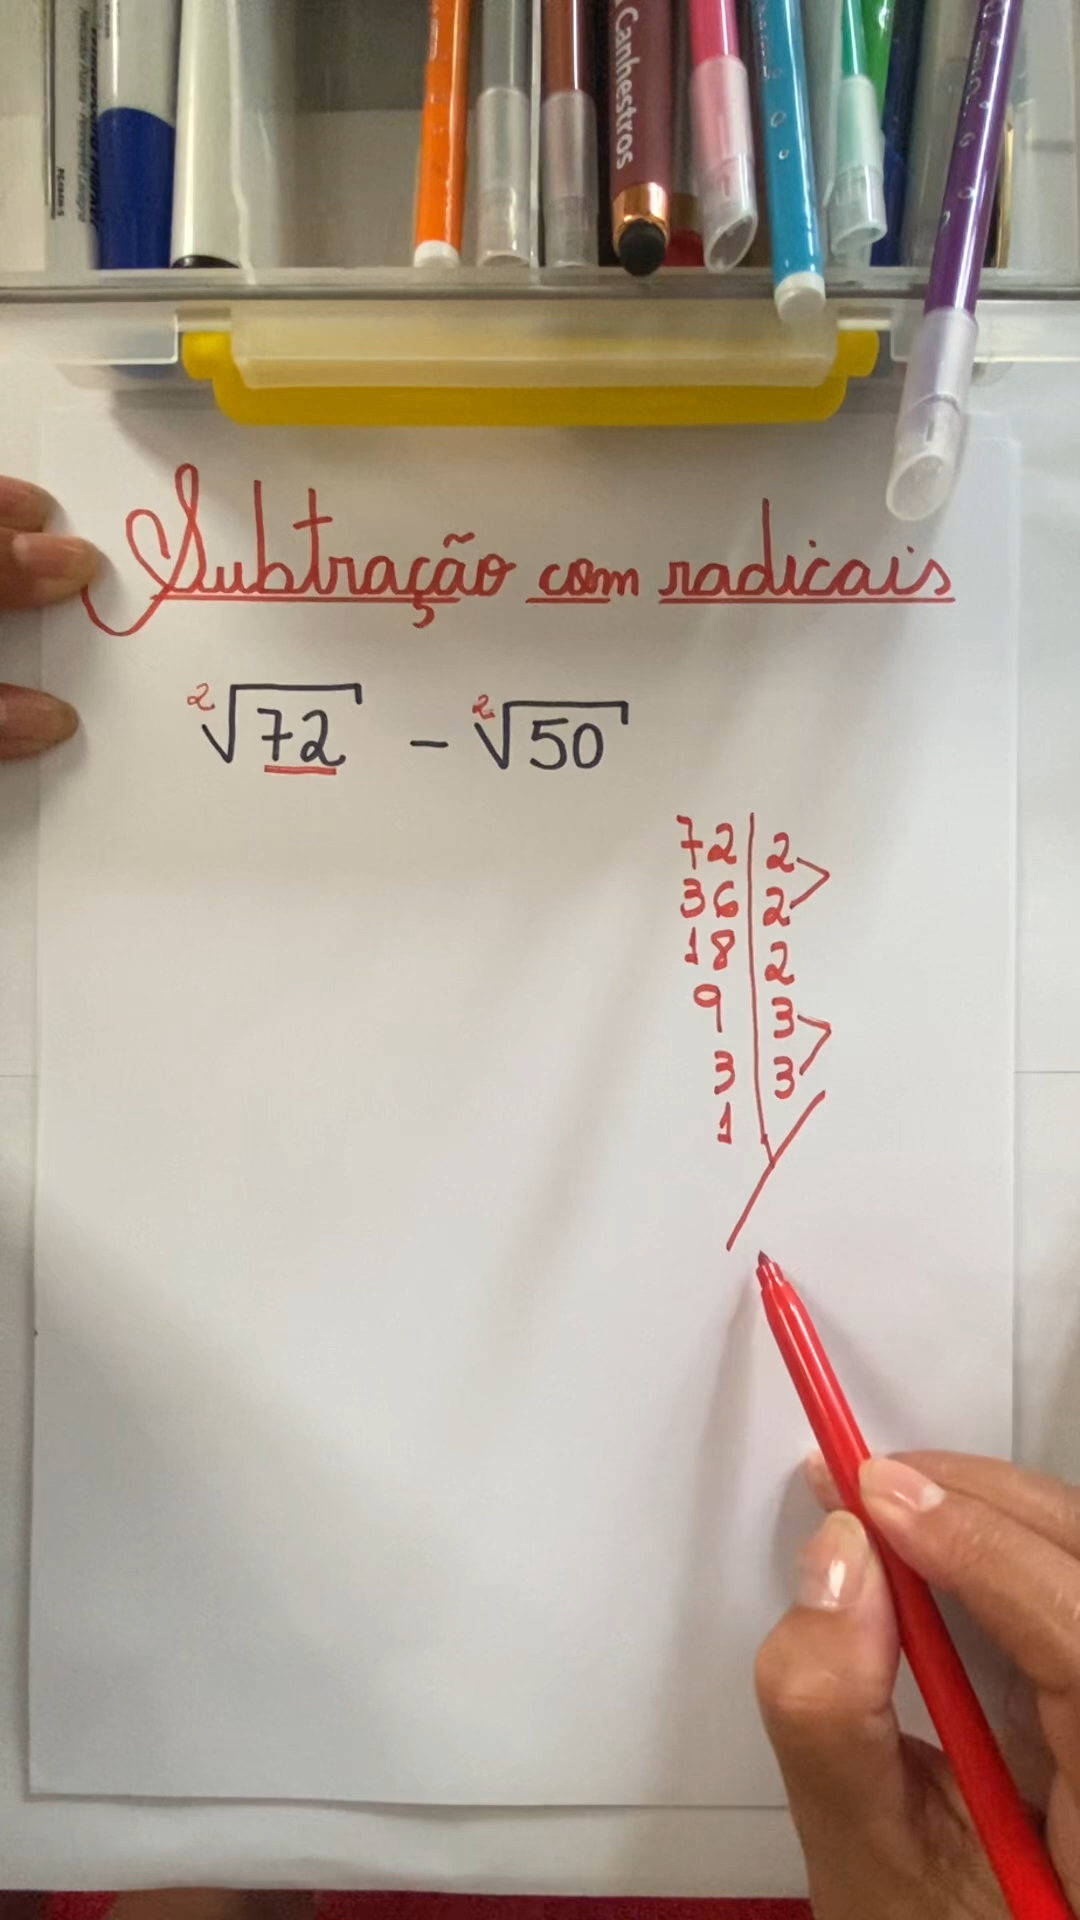 Canhestros
Subtração com radicais
²√72 - ²√50
72 | 2
36 | 2
18 | 2
9 | 3
3 | 3
1